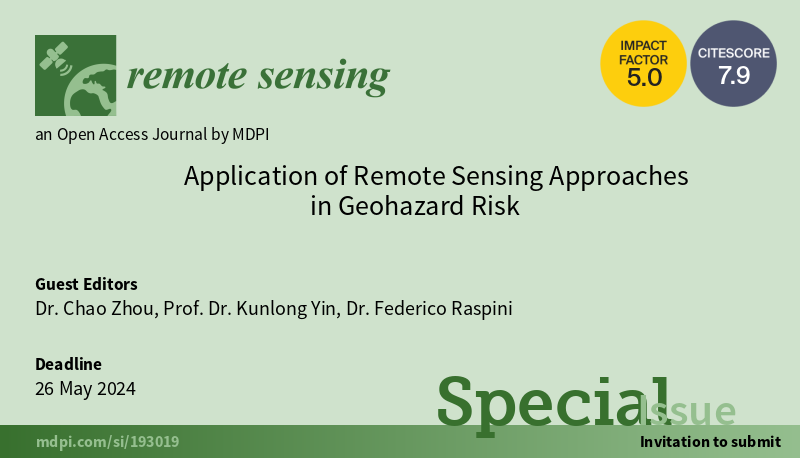 remote sensing
IMPACT
FACTOR
5.0
CITESCORE
7.9
an Open Access Journal by MDPI
Application of Remote Sensing Approaches
in Geohazard Risk
Guest Editors
Dr. Chao Zhou, Prof. Dr. Kunlong Yin, Dr. Federico Raspini
Deadline
26 May 2024
Special Issue
mdpi.com/si/193019
Invitation to submit